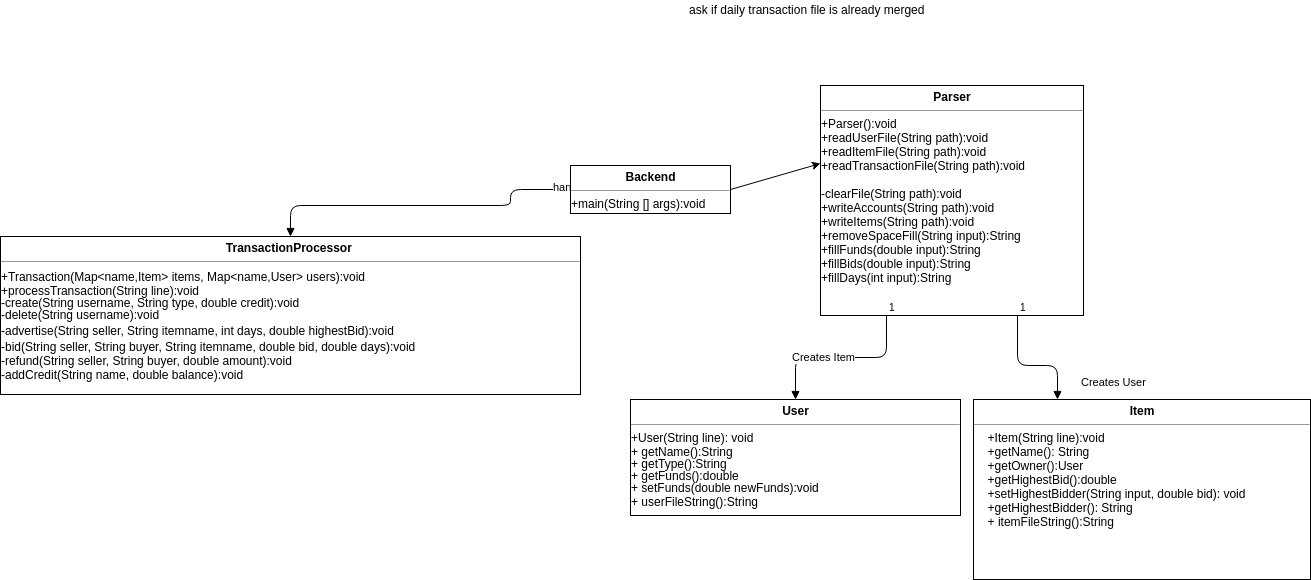 ask if daily transaction file is already merged
Parser
+Parser():void
+readUserFile(String path):void
+readItemFile(String path):void
+readTransactionFile(String path):void
-clearFile(String path):void
+writeAccounts(String path):void
+writeItems(String path):void
+removeSpaceFill(String input):String
+fillFunds(double input):String
+fillBids(double input):String
+fillDays(int input):String
Backend
+main(String [] args):void
han
TransactionProcessor
+Transaction(Map<name,Item> items, Map<name,User> users):void
+processTransaction(String line):void
-create(String username, String type, double credit):void
-delete(String username):void
-advertise(String seller, String itemname, int days, double highestBid):void
-bid(String seller, String buyer, String itemname, double bid, double days):void
-refund(String seller, String buyer, double amount):void
-addCredit(String name, double balance):void
1
1
Creates Item
Creates User
User
+User(String line): void
+ getName():String
+ getType():String
+ getFunds():double
+ setFunds(double newFunds):void
+ userFileString():String
Item
+Item(String line):void
+getName(): String
+getOwner():User
+getHighestBid():double
+setHighestBidder(String input, double bid): void
+getHighestBidder(): String
+ itemFileString():String